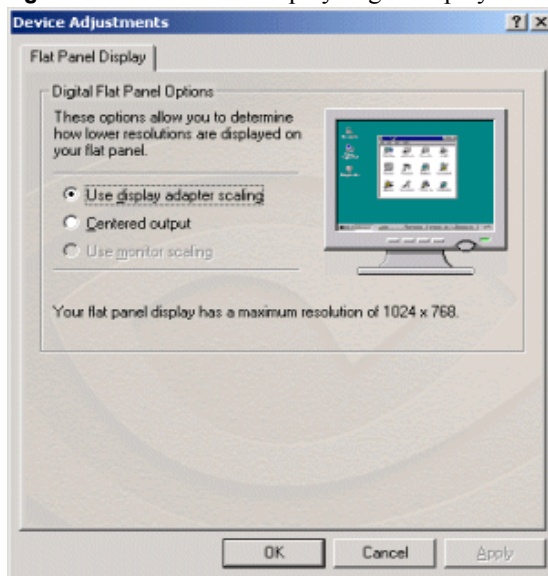 Device Adjustments
Flat Panel Display
Digital Flat Panel Options
These options allow you to determine
how lower resolutions are displayed on
your flat panel.
Use display adapter scaling
Centered output
Use monitor scaling
Your flat panel display has a maximum resolution of 1024 x 768.
OK
Cancel
Apply